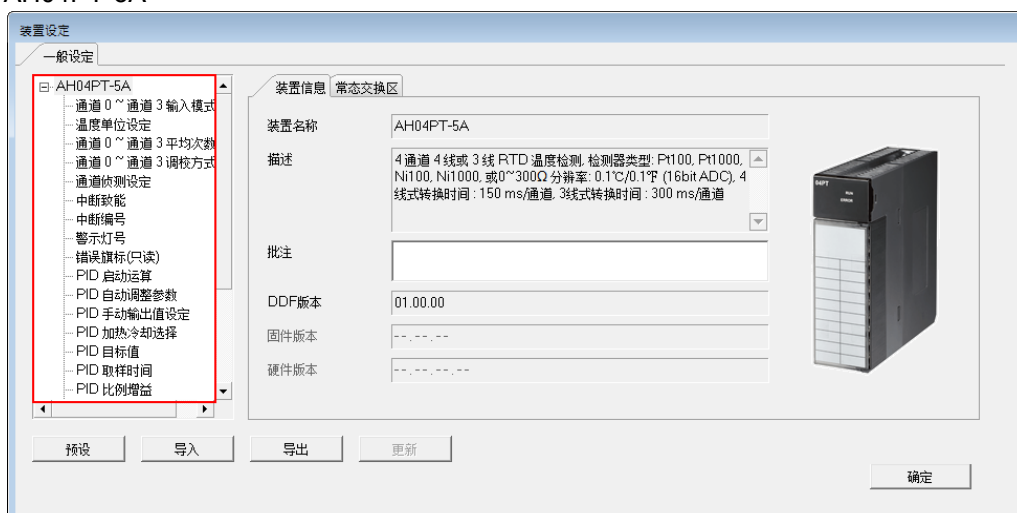 AH04PT-5A
装置设定
一般设定
AH04PT-5A
通道 0 ~ 通道 3 输入模式
温度单位设定
通道 0 ~ 通道 3 平均次数
通道 0 ~ 通道 3 调校方式
通道侦测设定
中断致能
中断编号
警示灯号
错误旗标(只读)
PID 启动运算
PID 自动调整参数
PID 手动输出值设定
PID 加热冷却选择
PID 目标值
PID 取样时间
PID 比例增益
装置信息 常态交换区
装置名称 AH04PT-5A
描述 4 通道 4 线或 3 线 RTD 温度检测, 检测器类型: Pt100, Pt1000,
Ni100, Ni1000, 或0~300Ω 分辨率: 0.1℃/0.1℉ (16bit ADC), 4
线式转换时间 : 150 ms/通道, 3线式转换时间 : 300 ms/通道
批注
DDF版本 01.00.00
固件版本 --.--.--
硬件版本 --.--.--.--
04PT
RUN
ERROR
预设 导入 导出 更新
确定